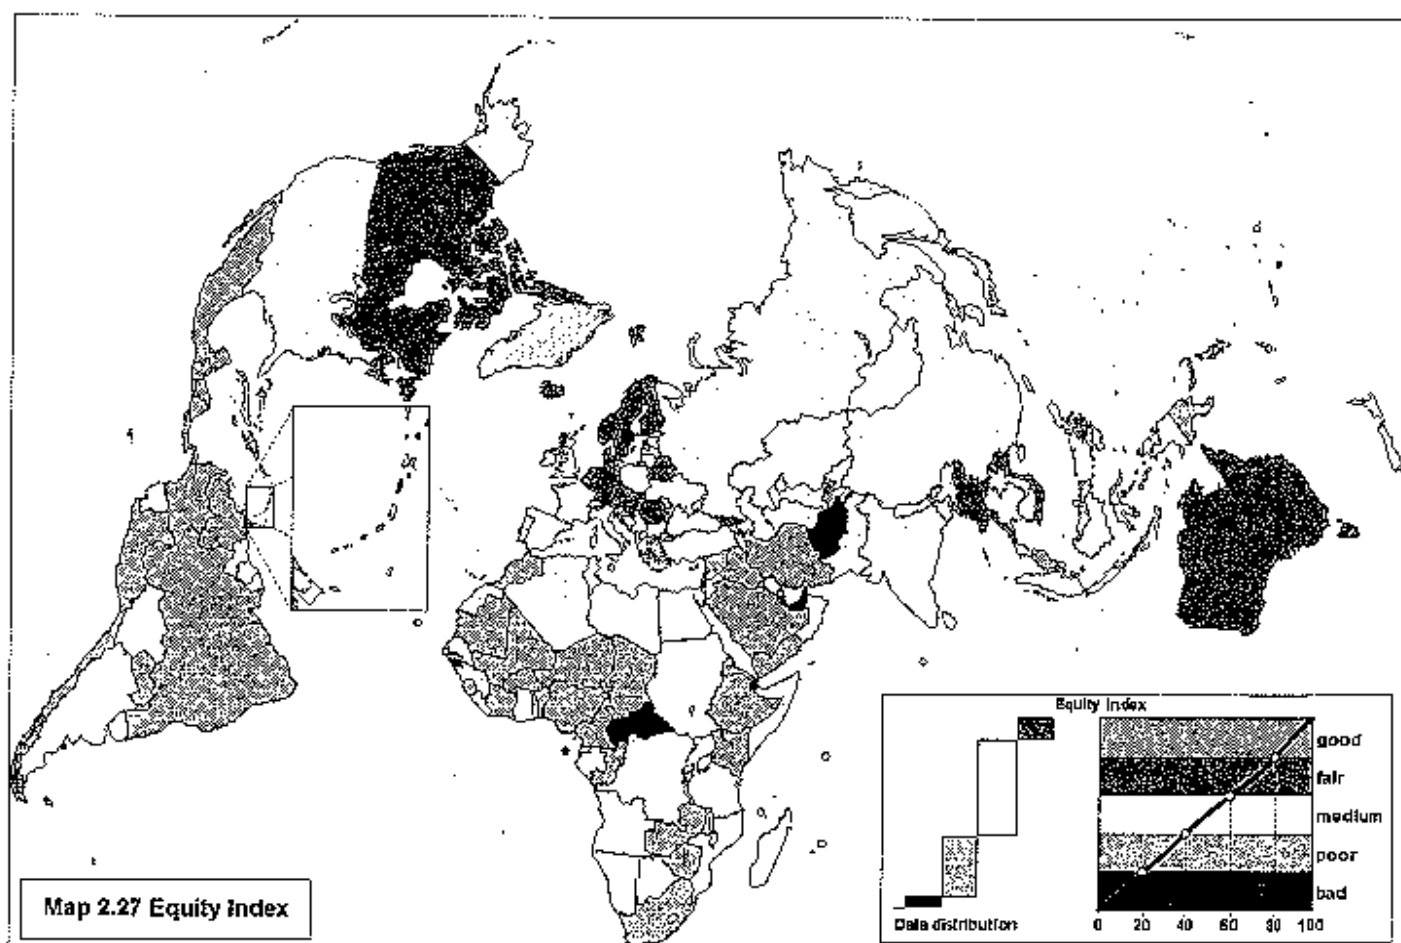 Equity Index
good
fair
medium
poor
bad
Data distribution
0 20 40 60 80 100
Map 2.27 Equity Index